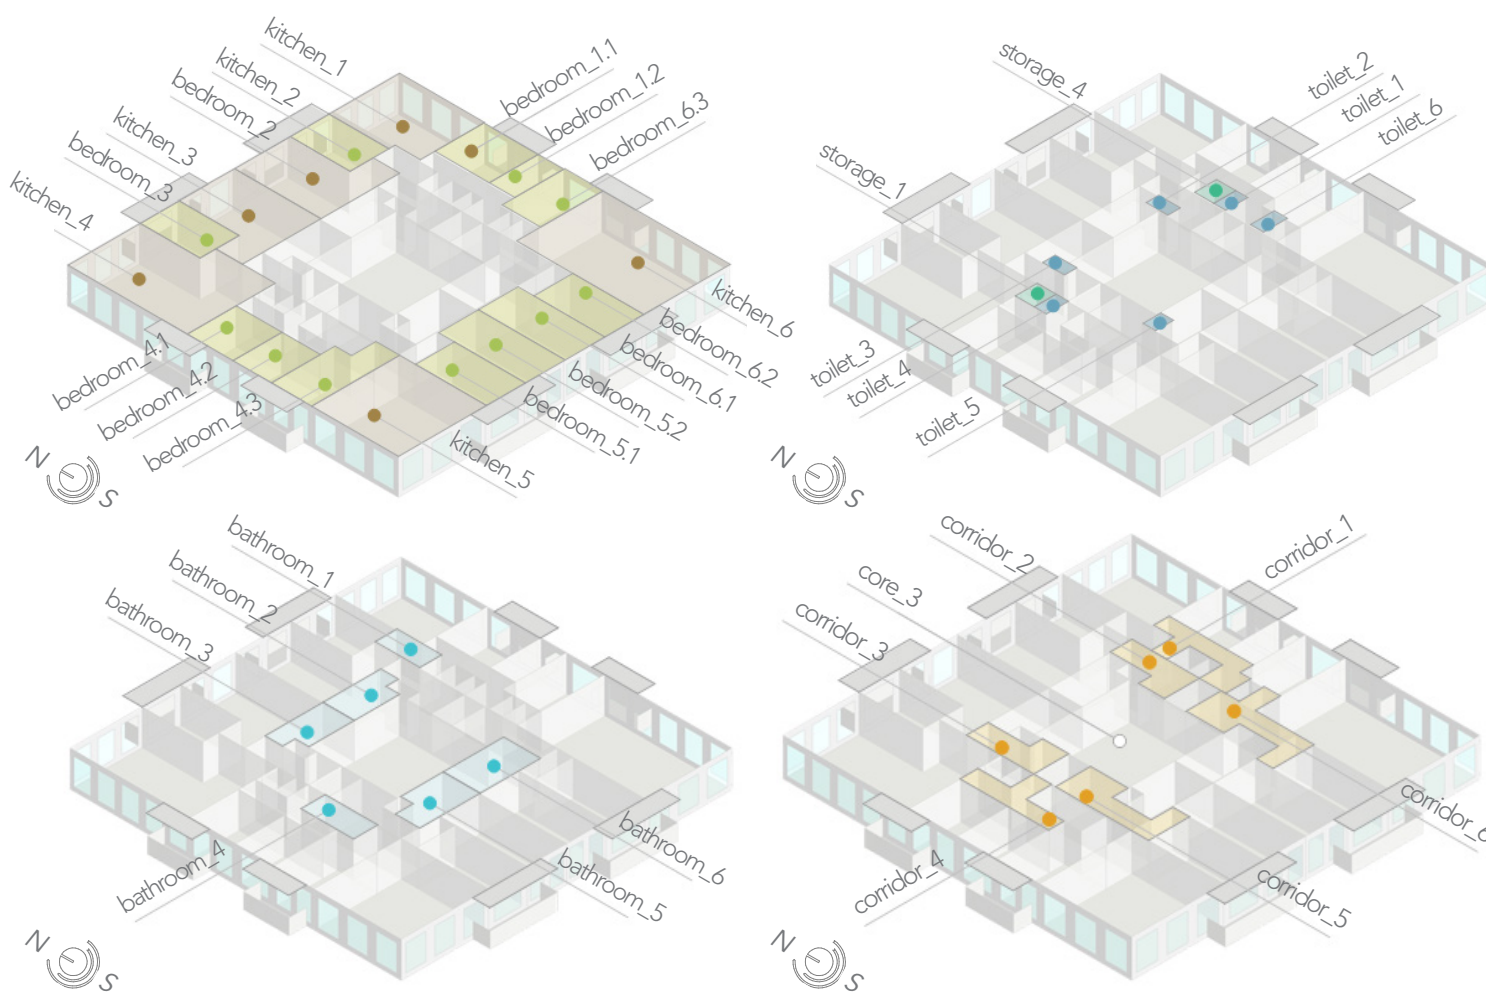 kitchen_1
kitchen_2
bedroom_2
kitchen_3
bedroom_3
kitchen_4
bedroom_1.1
bedroom_1.2
bedroom_6.3
kitchen_6
bedroom_6.2
bedroom_6.1
bedroom_5.2
bedroom_5.1
kitchen_5
bedroom_4.1
bedroom_4.2
bedroom_4.3
N
S
storage_4
storage_1
toilet_2
toilet_1
toilet_6
toilet_3
toilet_4
toilet_5
N
S
bathroom_1
bathroom_2
bathroom_3
bathroom_4
bathroom_6
bathroom_5
N
S
corridor_2
core_3
corridor_3
corridor_1
corridor_6
corridor_5
corridor_4
N
S